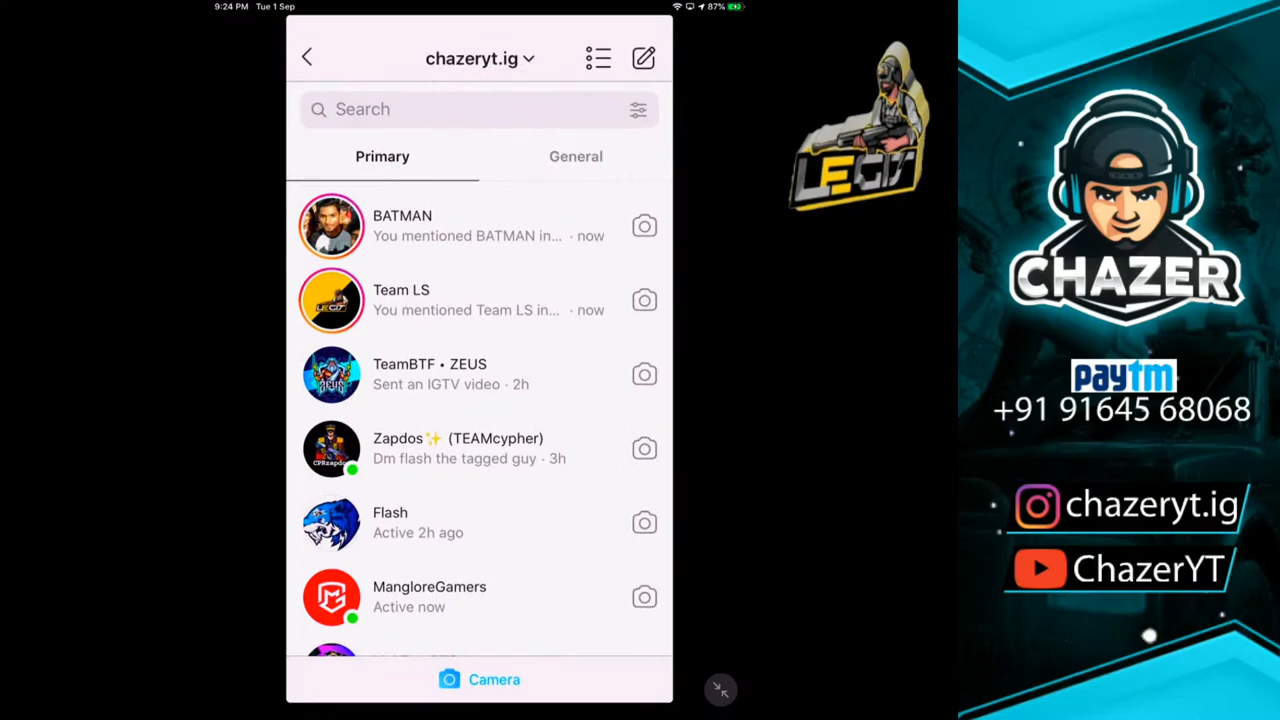 9:24 PM Tue 1 Sep
87%
chazeryt.ig
Search
Primary
General
BATMAN
You mentioned BATMAN in... · now
Team LS
You mentioned Team LS in... · now
LEGIT
TeamBTF • ZEUS
Sent an IGTV video · 2h
ZEUS
Zapdos✨ (TEAMcypher)
Dm flash the tagged guy · 3h
Flash
Active 2h ago
MangloreGamers
Active now
Camera
CHAZER
paytm
+91 91645 68068
chazeryt.ig
ChazerYT